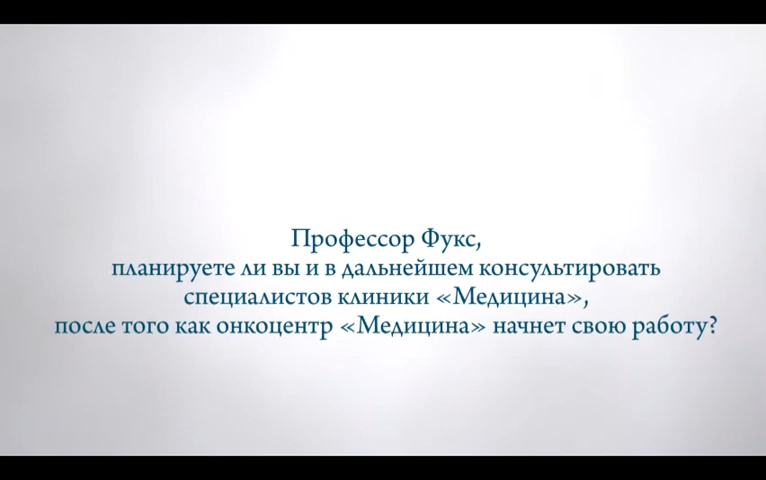 Профессор Фукс,
планируете ли вы и в дальнейшем консультировать
специалистов клиники «Медицина»,
после того как онкоцентр «Медицина» начнет свою работу?